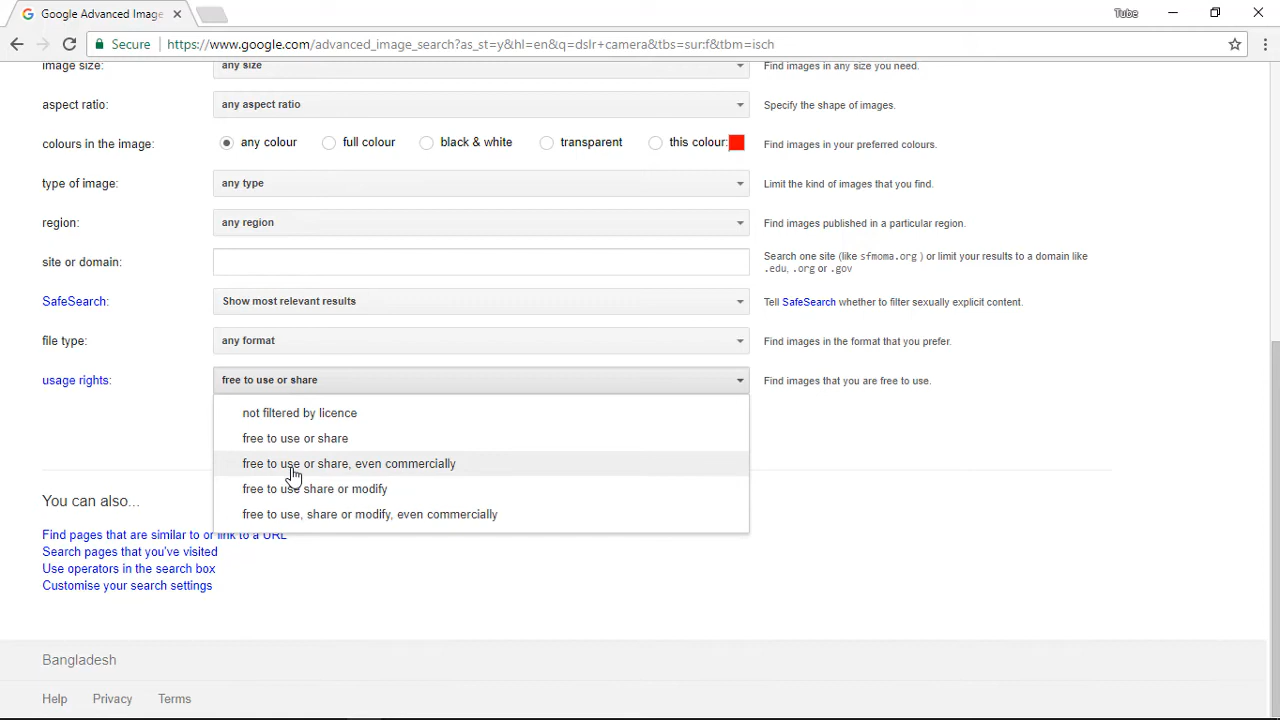 Google Advanced Image
Tube
Secure https://www.google.com/advanced_image_search?as_st=y&hl=en&q=dslr+camera&tbs=sur:f&tbm=isch
image size: any size Find images in any size you need.
aspect ratio: any aspect ratio Specify the shape of images.
colours in the image: any colour full colour black & white transparent this colour: Find images in your preferred colours.
type of image: any type Limit the kind of images that you find.
region: any region Find images published in a particular region.
site or domain: Search one site (like sfmoma.org ) or limit your results to a domain like
.edu, .org or .gov
SafeSearch: Show most relevant results Tell SafeSearch whether to filter sexually explicit content.
file type: any format Find images in the format that you prefer.
usage rights: free to use or share Find images that you are free to use.
not filtered by licence
free to use or share
free to use or share, even commercially
free to use share or modify
free to use, share or modify, even commercially
You can also...
Find pages that are similar to or link to a URL
Search pages that you've visited
Use operators in the search box
Customise your search settings
Bangladesh
Help Privacy Terms